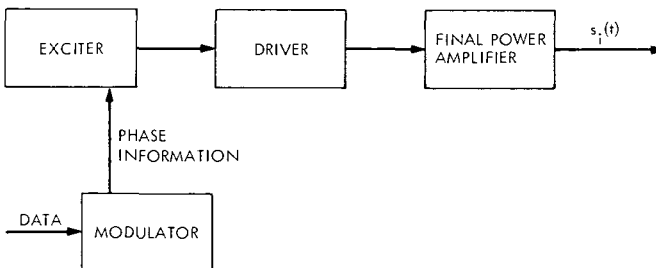 EXCITER
DRIVER
FINAL POWER
AMPLIFIER
s_i(t)
PHASE
INFORMATION
DATA
MODULATOR